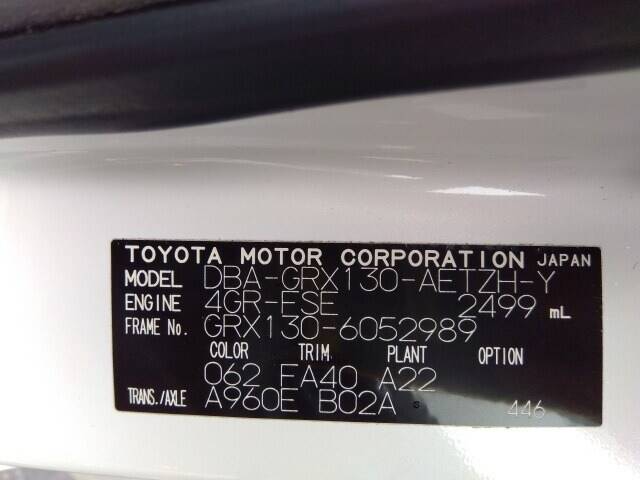 TOYOTA MOTOR CORPORATION JAPAN
MODEL DBA-GRX130-AETZH-Y
ENGINE 4GR-FSE 2499 mL
FRAME No. GRX130-6052989
COLOR TRIM PLANT OPTION
062 FA40 A22
TRANS./AXLE A960E B02A
446